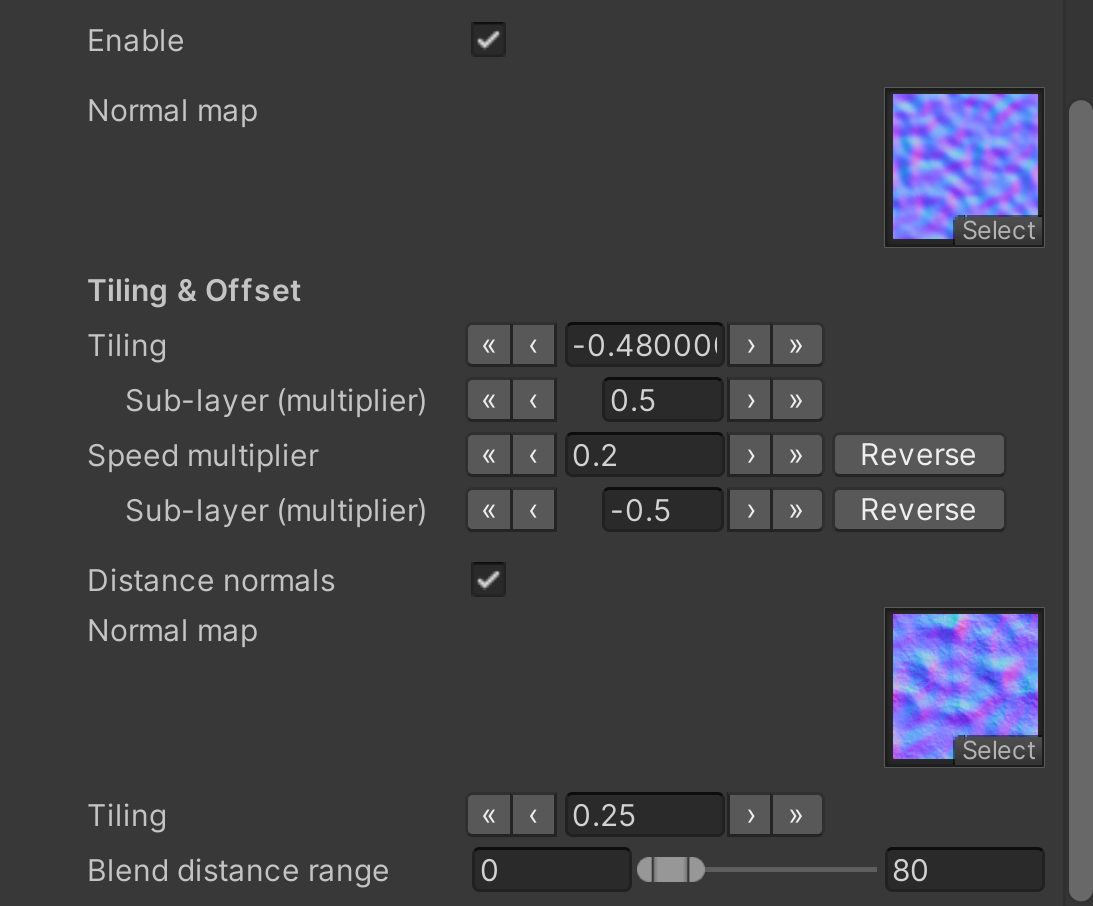 Enable
Normal map
Select
Tiling & Offset
Tiling « ‹ -0.48000 › »
Sub-layer (multiplier) « ‹ 0.5 › »
Speed multiplier « ‹ 0.2 › » Reverse
Sub-layer (multiplier) « ‹ -0.5 › » Reverse
Distance normals
Normal map
Select
Tiling « ‹ 0.25 › »
Blend distance range 0 80